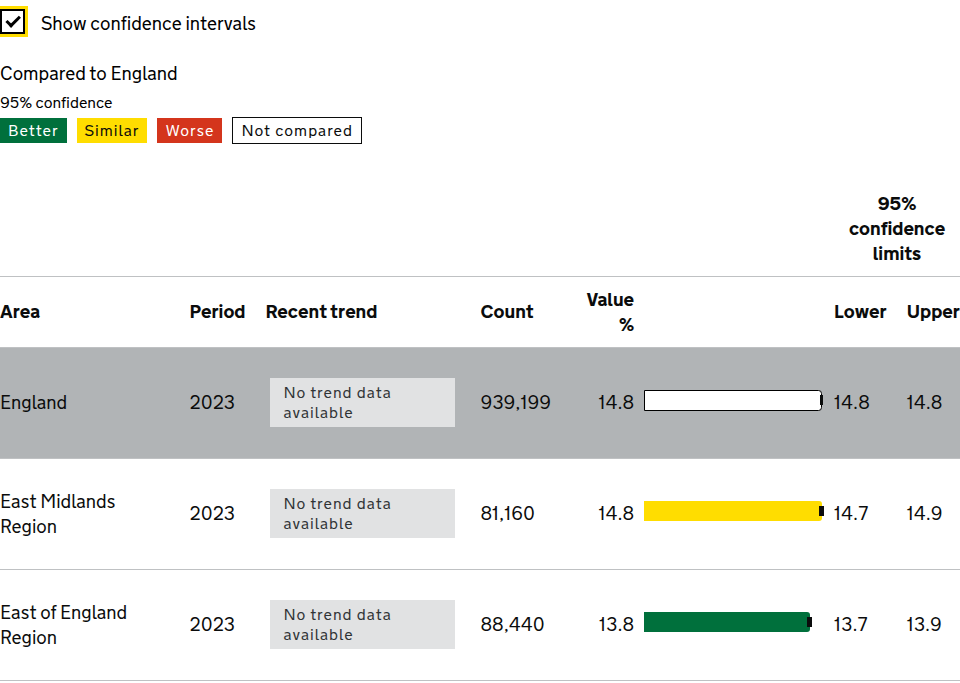 Show confidence intervals
Compared to England
95% confidence
Better Similar Worse Not compared
95%
confidence
limits
Area Period Recent trend Count Value % Lower Upper
England 2023 No trend data available 939,199 14.8 14.8 14.8
East Midlands Region 2023 No trend data available 81,160 14.8 14.7 14.9
East of England Region 2023 No trend data available 88,440 13.8 13.7 13.9